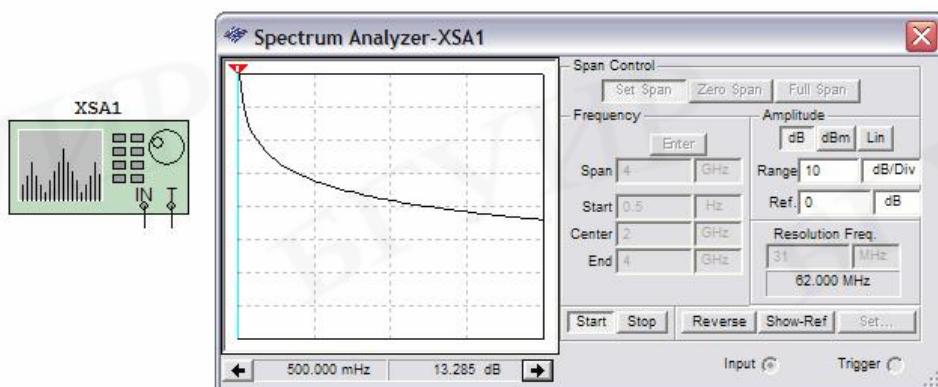 Spectrum Analyzer-XSA1
XSA1
IN T
Span Control
Set Span Zero Span Full Span
Frequency
Enter
Span 4 GHz
Start 0.5 Hz
Center 2 GHz
End 4 GHz
Amplitude
dB dBm Lin
Range 10 dB/Div
Ref. 0 dB
Resolution Freq.
31 MHz
62.000 MHz
Start Stop Reverse Show-Ref Set...
500.000 mHz 13.285 dB
Input Trigger
БГУИР